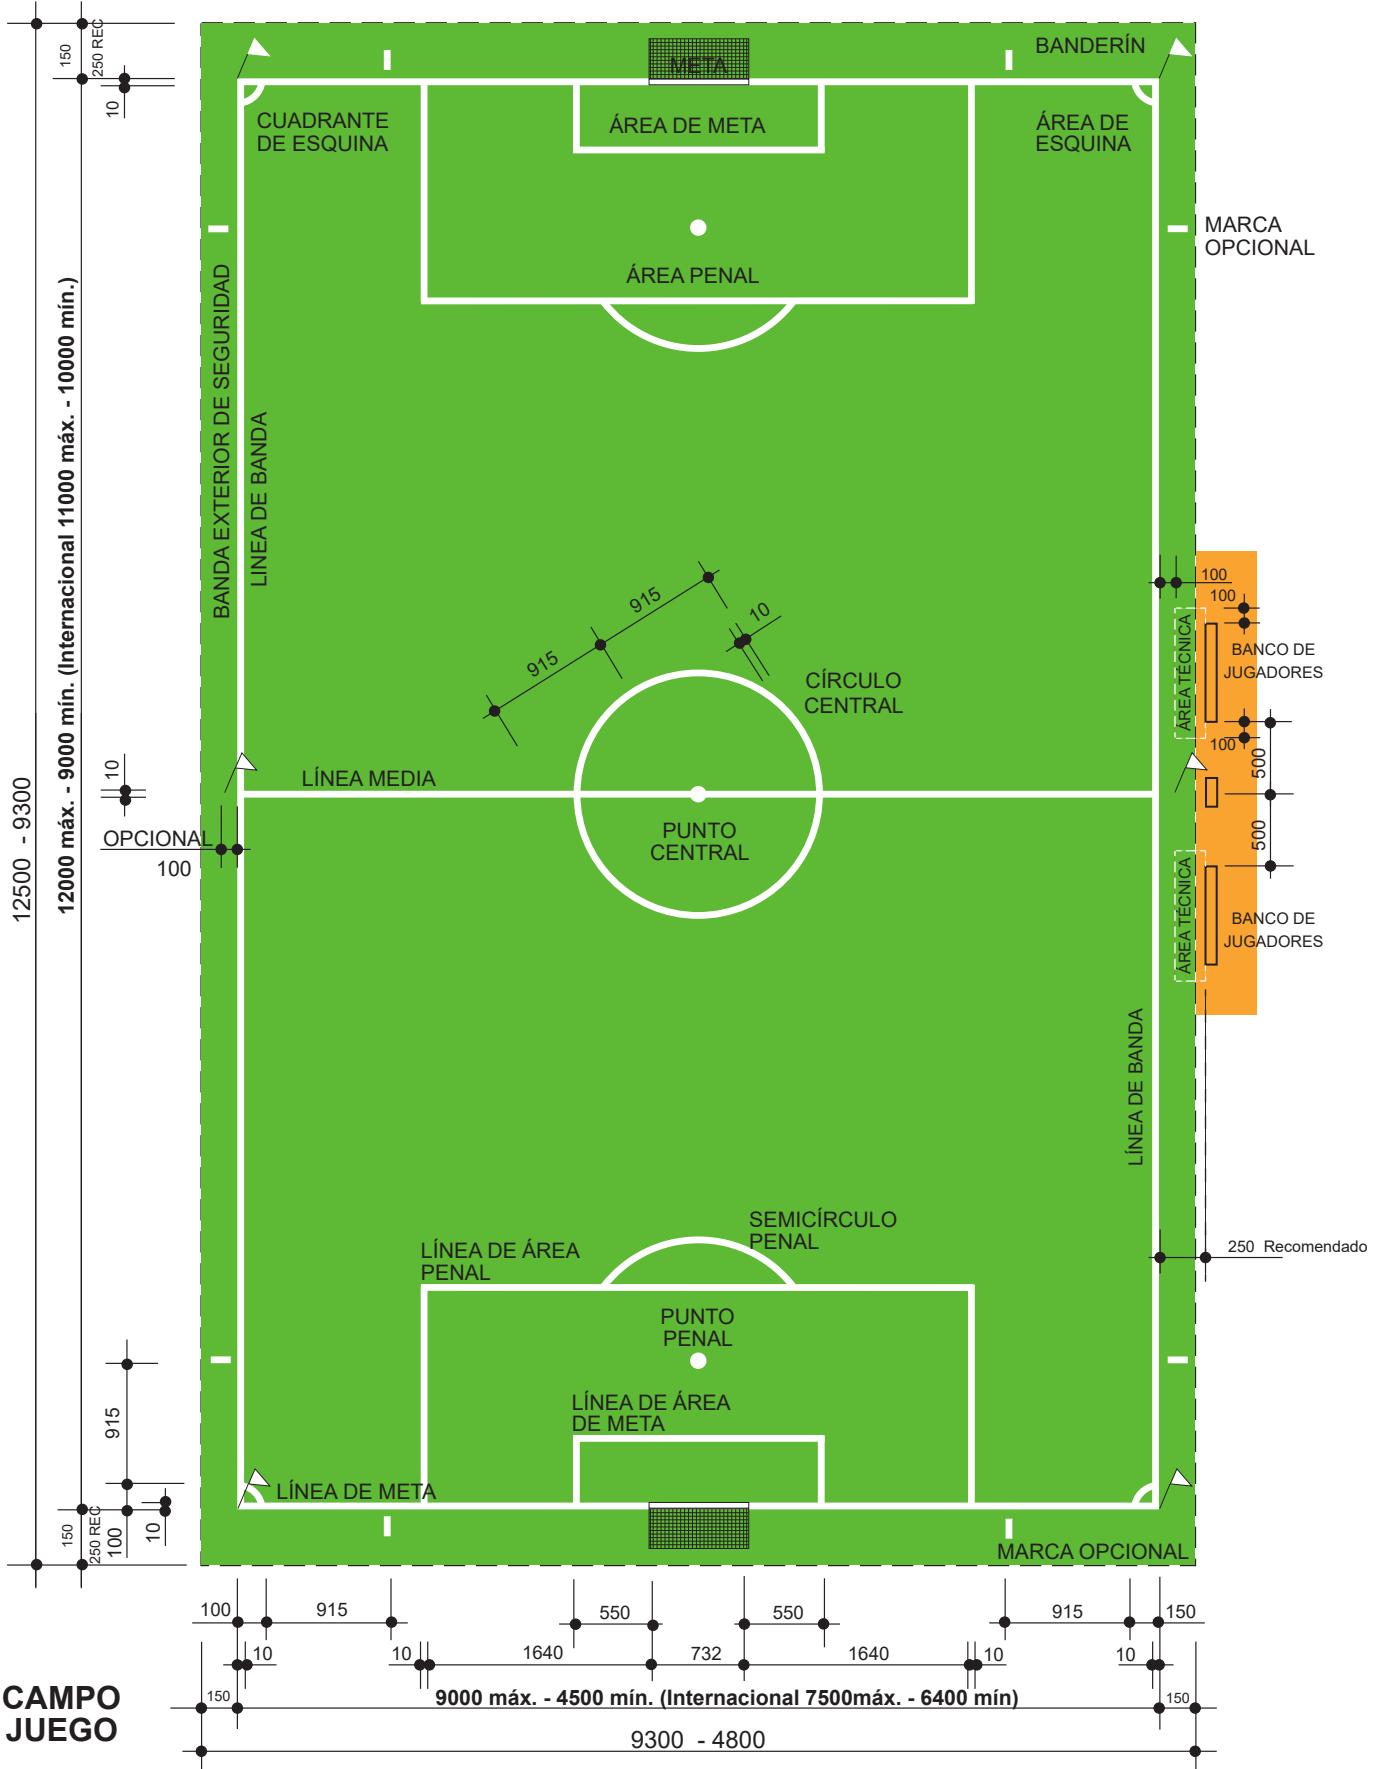 150
250 REC
10
META
BANDERÍN
CUADRANTE
DE ESQUINA
ÁREA DE META
ÁREA DE
ESQUINA
MARCA
OPCIONAL
ÁREA PENAL
BANDA EXTERIOR DE SEGURIDAD
LINEA DE BANDA
12500 - 9300
12000 máx. - 9000 mín. (Internacional 11000 máx. - 10000 mín.)
915
915
10
CÍRCULO
CENTRAL
100
100
ÁREA TÉCNICA
BANCO DE
JUGADORES
100
500
10
LÍNEA MEDIA
OPCIONAL
100
PUNTO
CENTRAL
500
ÁREA TÉCNICA
BANCO DE
JUGADORES
LÍNEA DE BANDA
SEMICÍRCULO
PENAL
LÍNEA DE ÁREA
PENAL
250 Recomendado
PUNTO
PENAL
LÍNEA DE ÁREA
DE META
915
LÍNEA DE META
150
250 REC
100
10
MARCA OPCIONAL
100
915
550
550
915
150
10
10
1640
732
1640
10
10
CAMPO
JUEGO
150
9000 máx. - 4500 mín. (Internacional 7500máx. - 6400 mín)
150
9300 - 4800